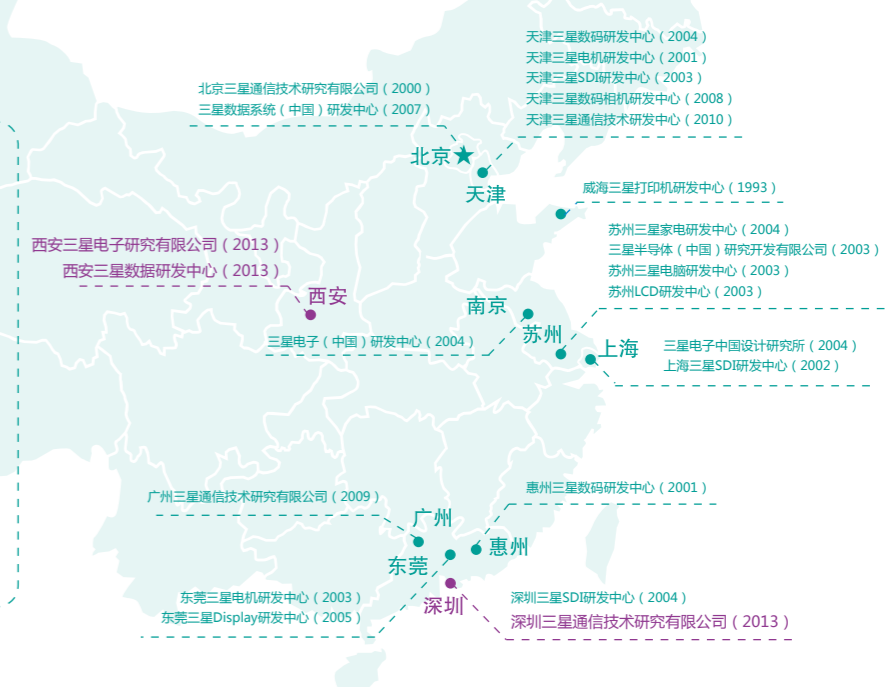 天津三星数码研发中心（2004）
天津三星电机研发中心（2001）
天津三星SDI研发中心（2003）
天津三星数码相机研发中心（2008）
天津三星通信技术研发中心（2010）
北京三星通信技术研究有限公司（2000）
三星数据系统（中国）研发中心（2007）
北京
天津
威海三星打印机研发中心（1993）
苏州三星家电研发中心（2004）
三星半导体（中国）研究开发有限公司（2003）
苏州三星电脑研发中心（2003）
苏州LCD研发中心（2003）
西安三星电子研究有限公司（2013）
西安三星数据研发中心（2013）
西安
南京
苏州
上海
三星电子（中国）研发中心（2004）
三星电子中国设计研究所（2004）
上海三星SDI研发中心（2002）
广州三星通信技术研究有限公司（2009）
惠州三星数码研发中心（2001）
广州
惠州
东莞
深圳
东莞三星电机研发中心（2003）
东莞三星Display研发中心（2005）
深圳三星SDI研发中心（2004）
深圳三星通信技术研究有限公司（2013）